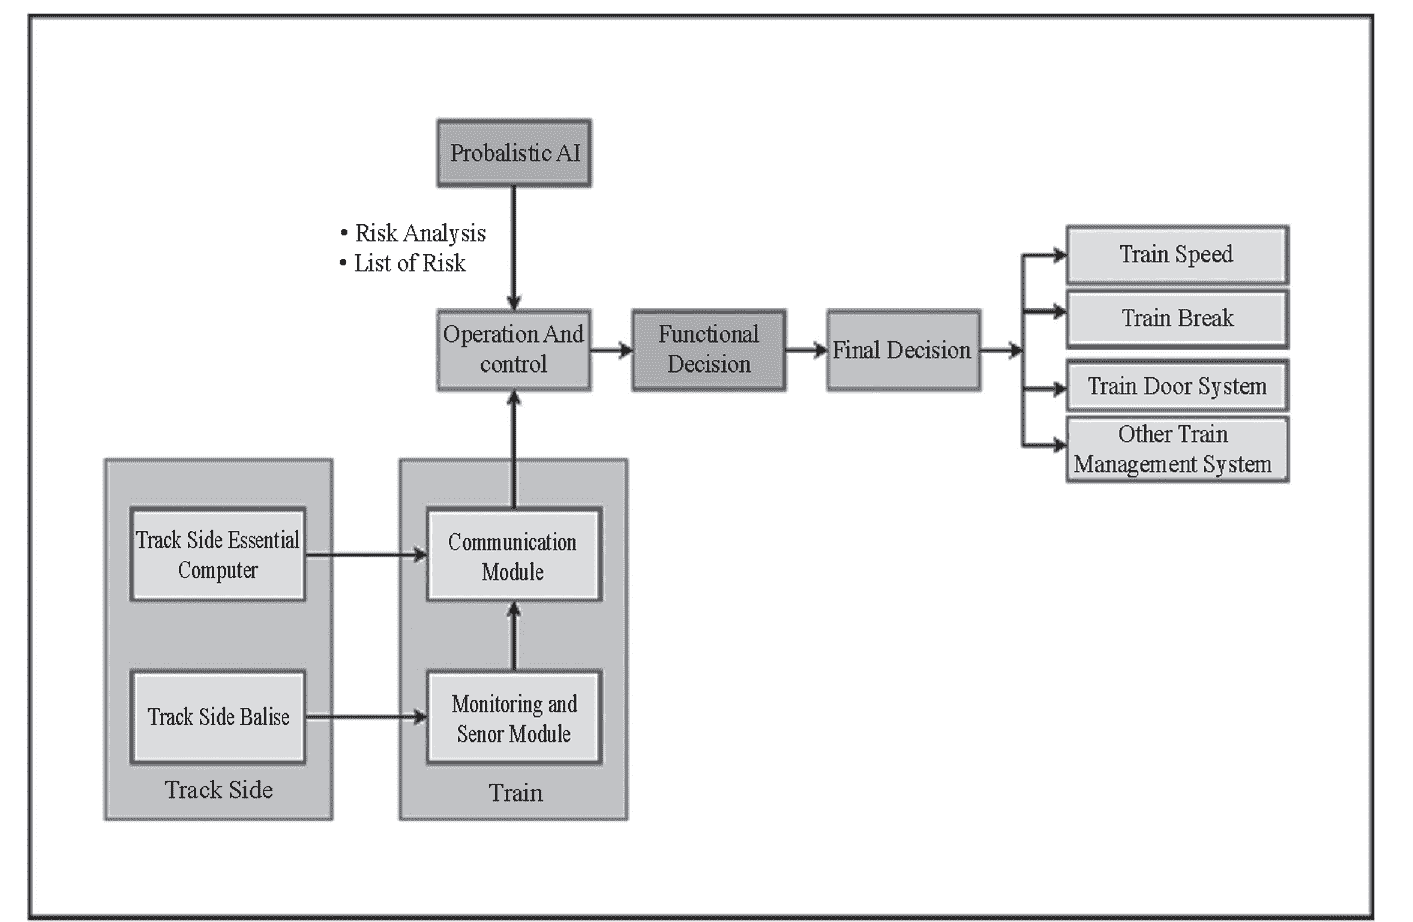 Probalistic AI
• Risk Analysis
• List of Risk
Operation And
control
Functional
Decision
Final Decision
Train Speed
Train Break
Train Door System
Other Train
Management System
Track Side Essential
Computer
Communication
Module
Track Side Balise
Monitoring and
Senor Module
Track Side
Train